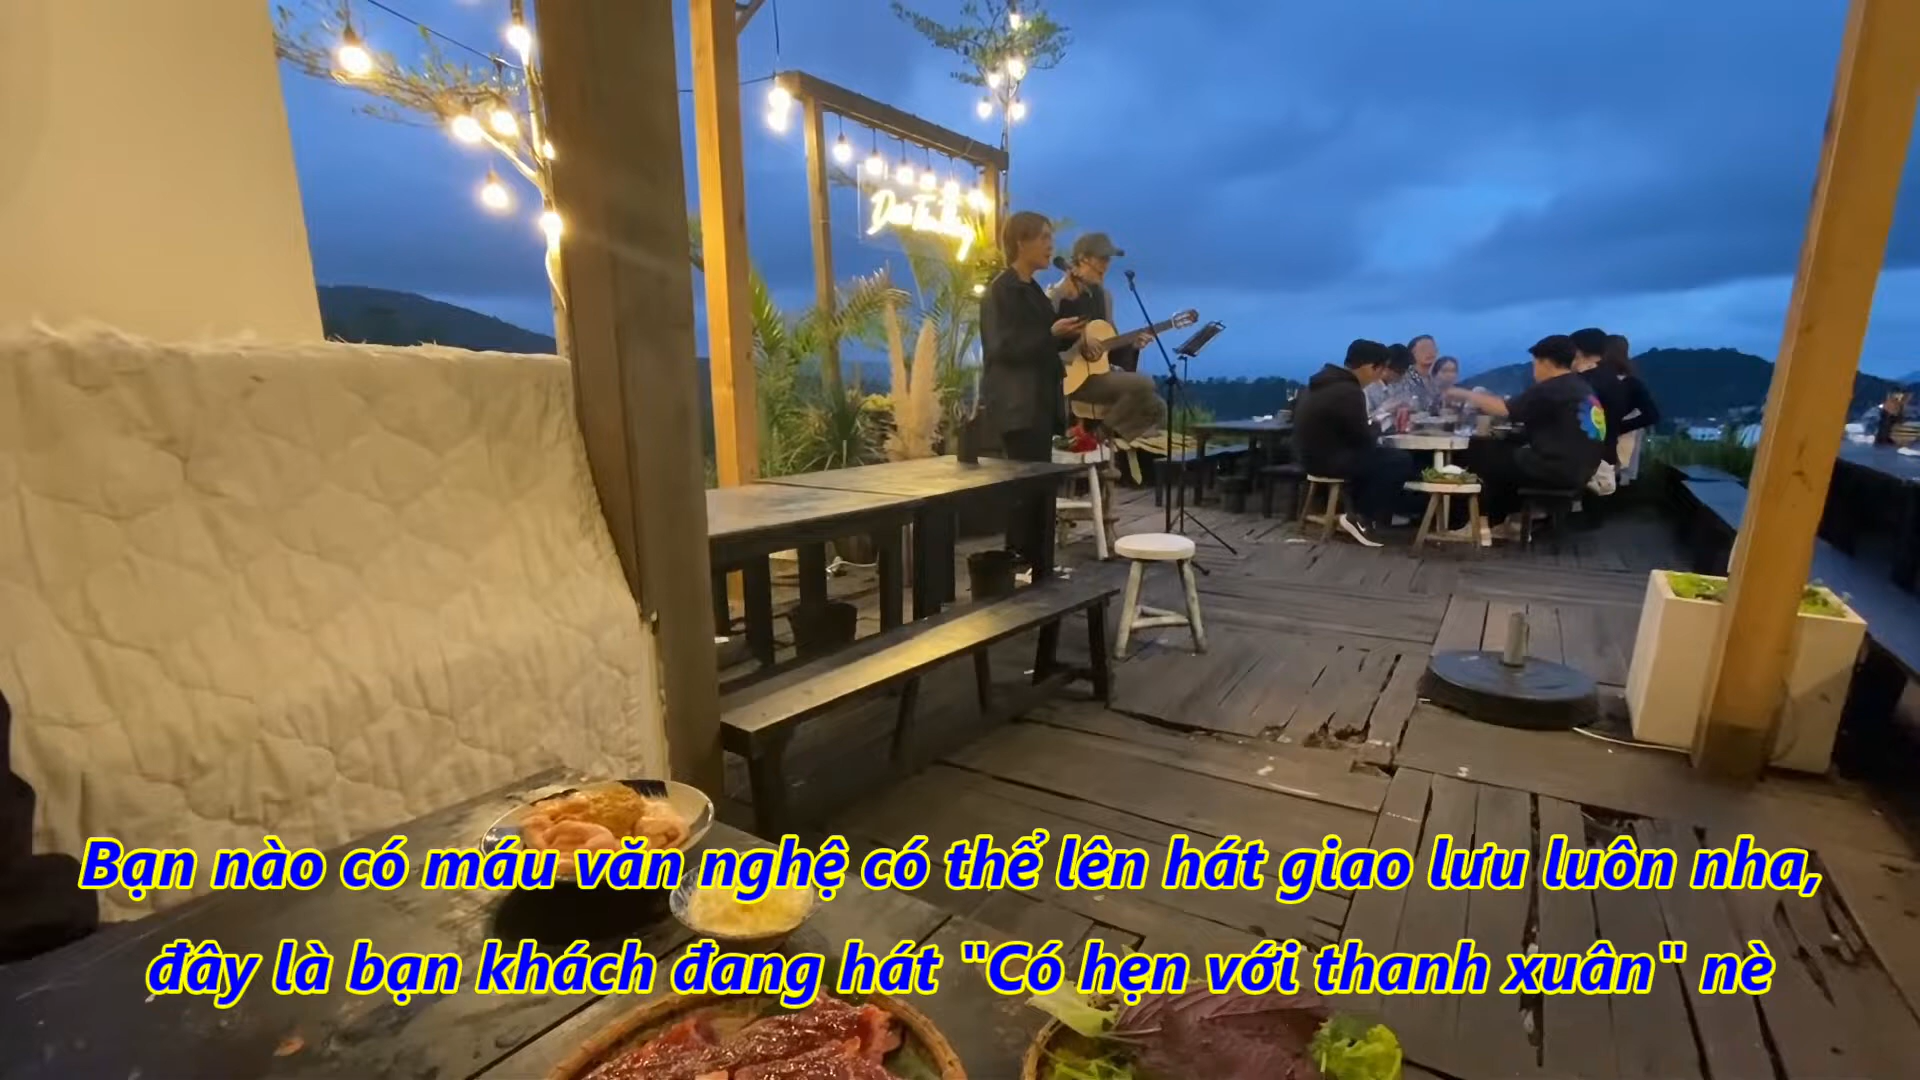 Bạn nào có máu văn nghệ có thể lên hát giao lưu luôn nha,
đây là bạn khách đang hát "Có hẹn với thanh xuân" nè